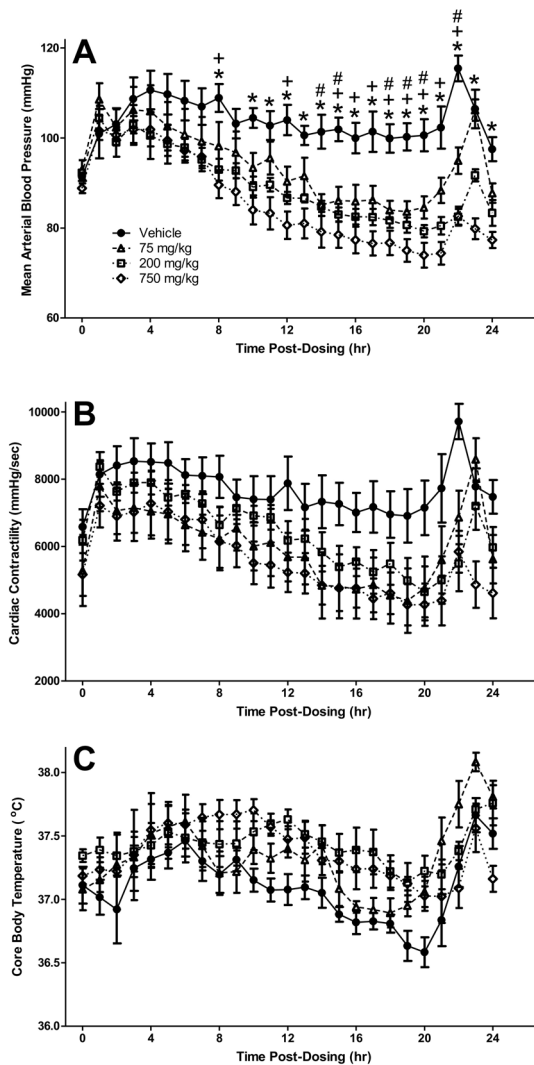 A
120
100
80
60
Mean Arterial Blood Pressure (mmHg)
#
+
+ *
* * + * * # * # + * + * + * # + * # + * # + * + * * *
Vehicle
75 mg/kg
200 mg/kg
750 mg/kg
0 4 8 12 16 20 24
Time Post-Dosing (hr)
B
10000
8000
6000
4000
2000
Cardiac Contractility (mmHg/sec)
0 4 8 12 16 20 24
Time Post-Dosing (hr)
C
38.0
37.5
37.0
36.5
36.0
Core Body Temperature (°C)
0 4 8 12 16 20 24
Time Post-Dosing (hr)